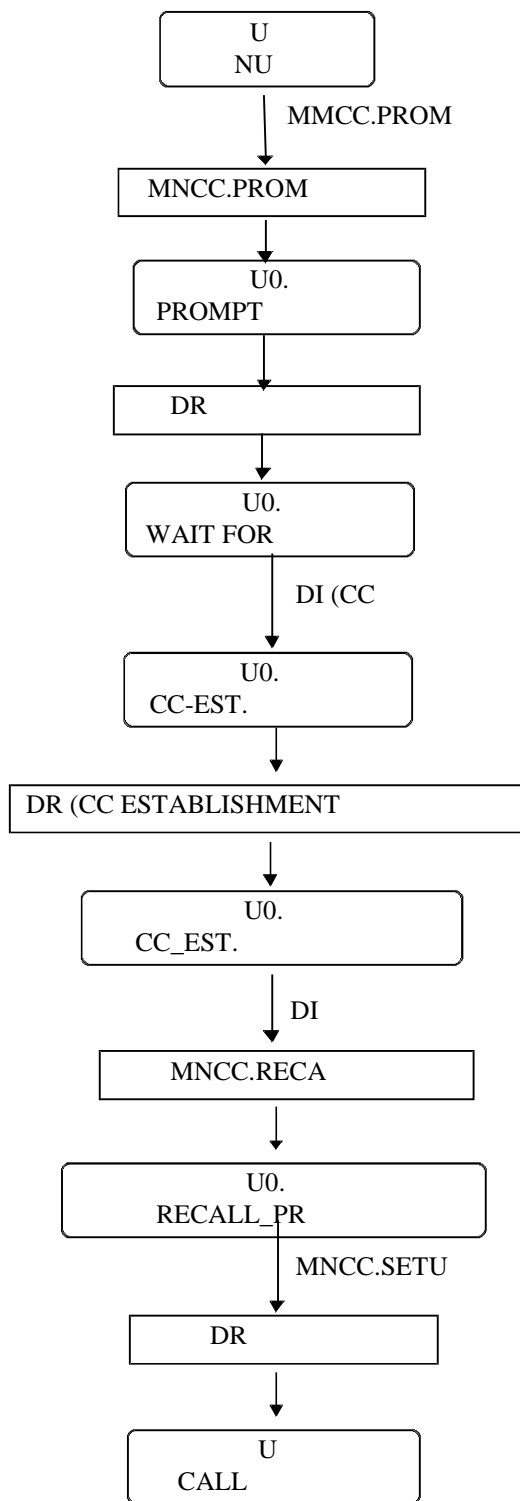 U
NU
MMCC.PROM
MNCC.PROM
U0.
PROMPT
DR
U0.
WAIT FOR
DI (CC
U0.
CC-EST.
DR (CC ESTABLISHMENT
U0.
CC_EST.
DI
MNCC.RECA
U0.
RECALL_PR
MNCC.SETU
DR
U
CALL